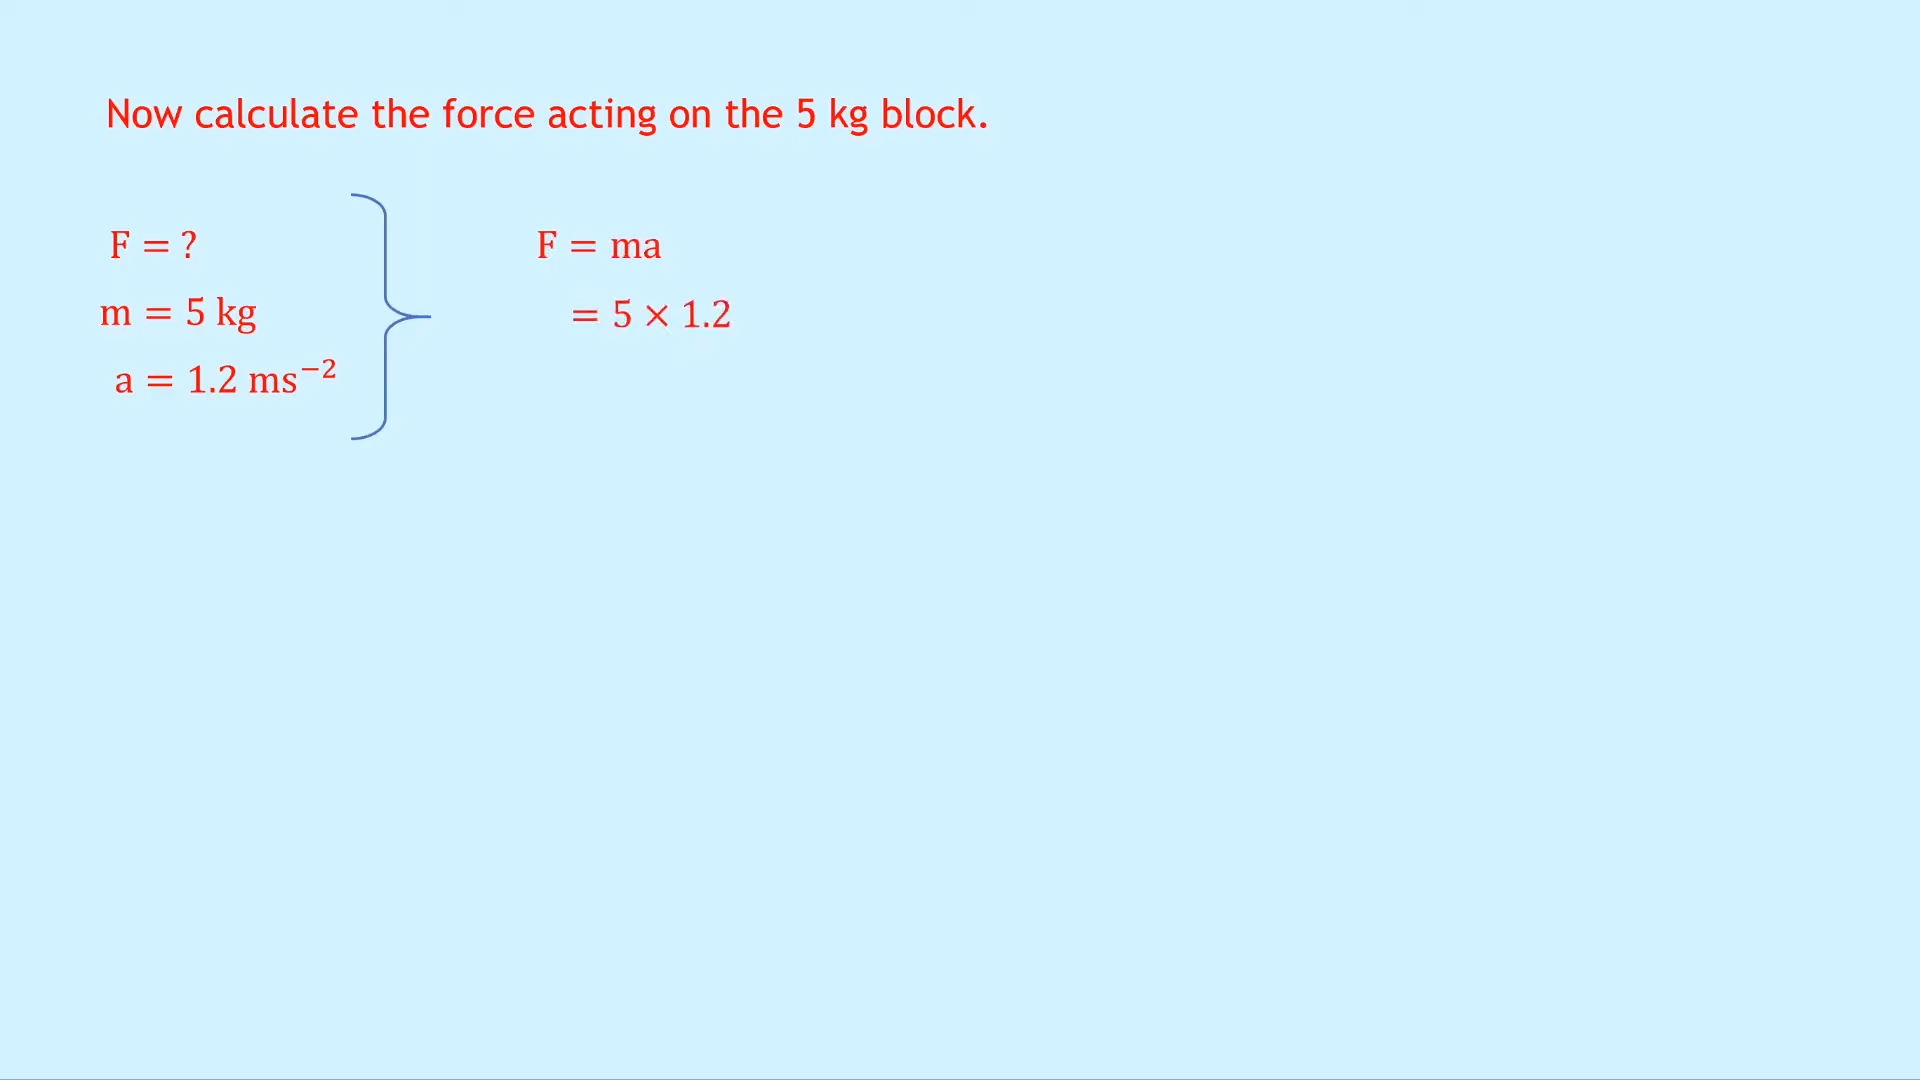 Now calculate the force acting on the 5 kg block.
F = ?
m = 5 kg
a = 1.2 ms⁻²
F = ma
= 5 × 1.2